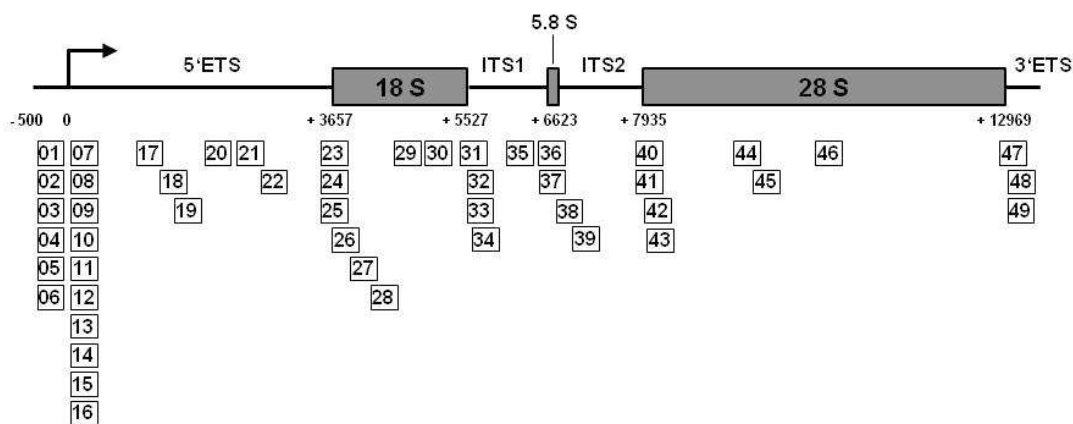 5.8 S
5'ETS
18 S
ITS1
ITS2
28 S
3'ETS
- 500 0 + 3657 + 5527 + 6623 + 7935 + 12969
01 07 17 20 21 23 29 30 31 35 36 40 44 46 47
02 08 18 22 24 32 37 41 45 48
03 09 19 25 33 38 42 49
04 10 26 34 39 43
05 11 27
06 12 28
13
14
15
16